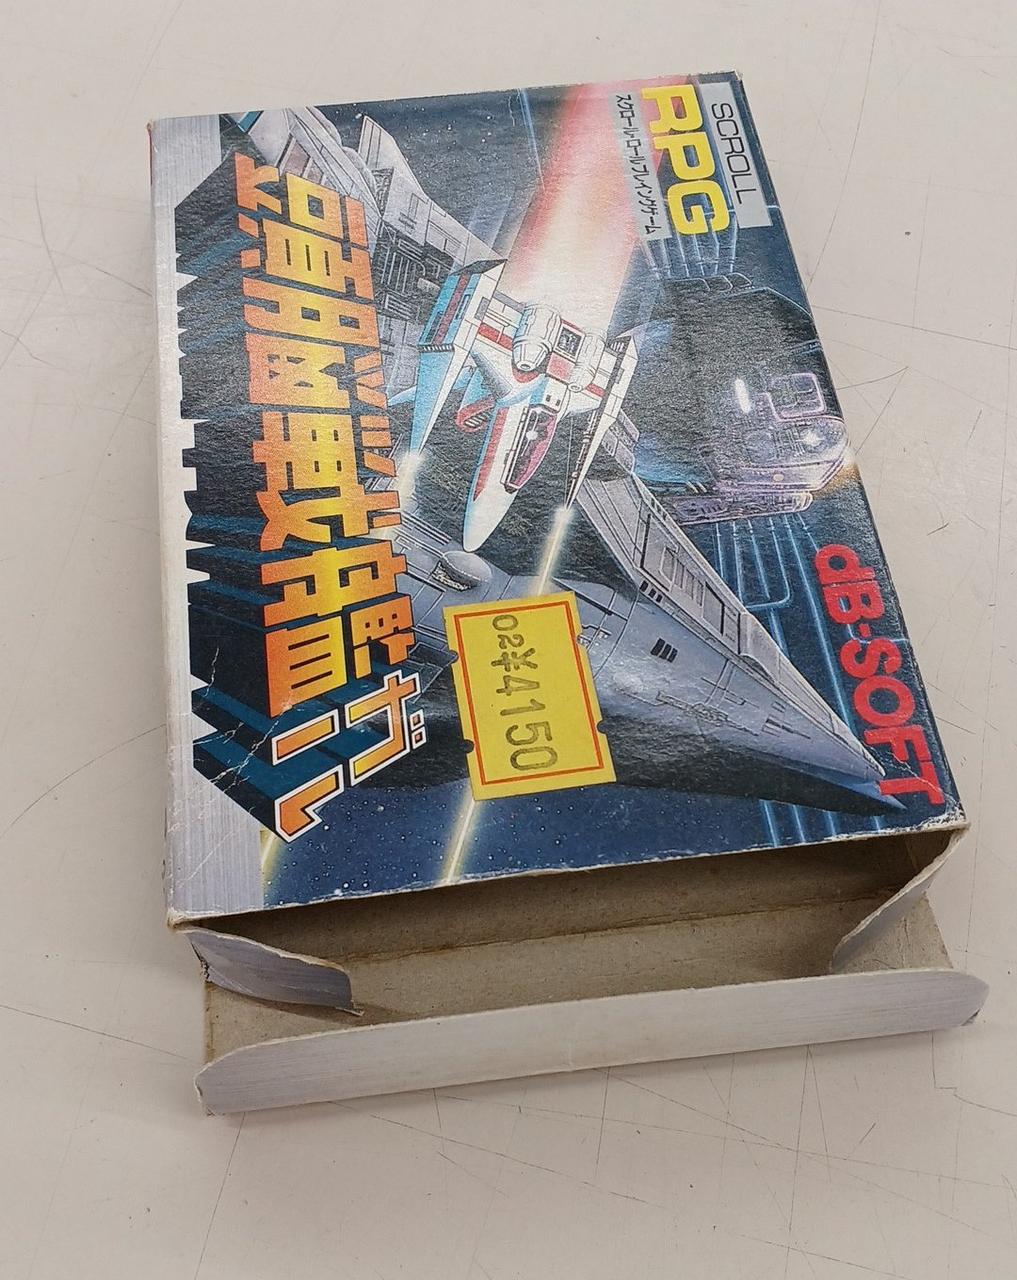 SCROLL
RPG
スクロール・ロールプレイングゲーム
dB-SOFT
02¥4150
頭脳戦艦ガル